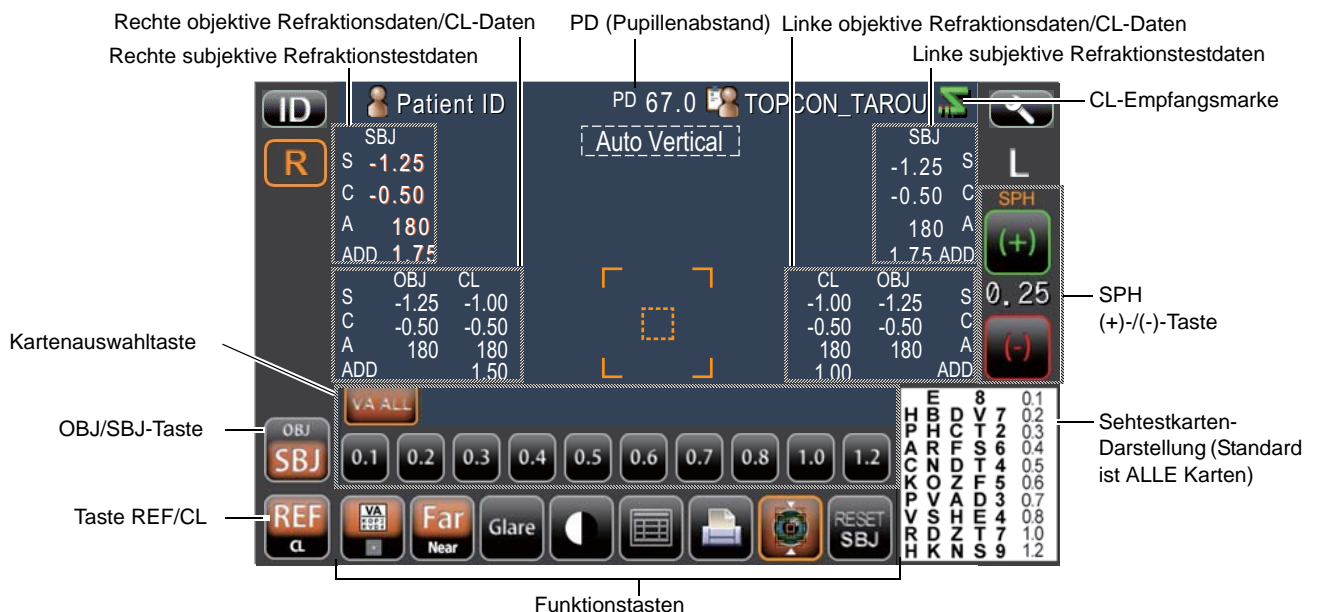 Rechte objektive Refraktionsdaten/CL-Daten
PD (Pupillenabstand)
Linke objektive Refraktionsdaten/CL-Daten
Rechte subjektive Refraktionstestdaten
Linke subjektive Refraktionstestdaten
ID
Patient ID
PD 67.0
TOPCON_TAROU
CL-Empfangsmarke
Auto Vertical
R
SBJ
S -1.25
C -0.50
A 180
ADD 1.75
SBJ
-1.25 S
-0.50 C
180 A
1.75 ADD
L
SPH
(+)
0.25
(-)
SPH
(+)-/(-)-Taste
OBJ CL
S -1.25 -1.00
C -0.50 -0.50
A 180 180
ADD 1.50
CL OBJ
-1.00 -1.25 S
-0.50 -0.50 C
180 180 A
1.00 ADD
Kartenauswahltaste
VA ALL
OBJ/SBJ-Taste
OBJ
SBJ
0.1 0.2 0.3 0.4 0.5 0.6 0.7 0.8 1.0 1.2
E 8 0.1
H B D V 7 0.2
P H C T 2 0.3
A R F S 6 0.4
C N D T 4 0.5
K O Z F 5 0.6
P V A D 3 0.7
V S H E 4 0.8
R D Z T 7 1.0
H K N S 9 1.2
Sehtestkarten-
Darstellung (Standard
ist ALLE Karten)
Taste REF/CL
REF
CL
VA
Far
Near
Glare
RESET
SBJ
Funktionstasten